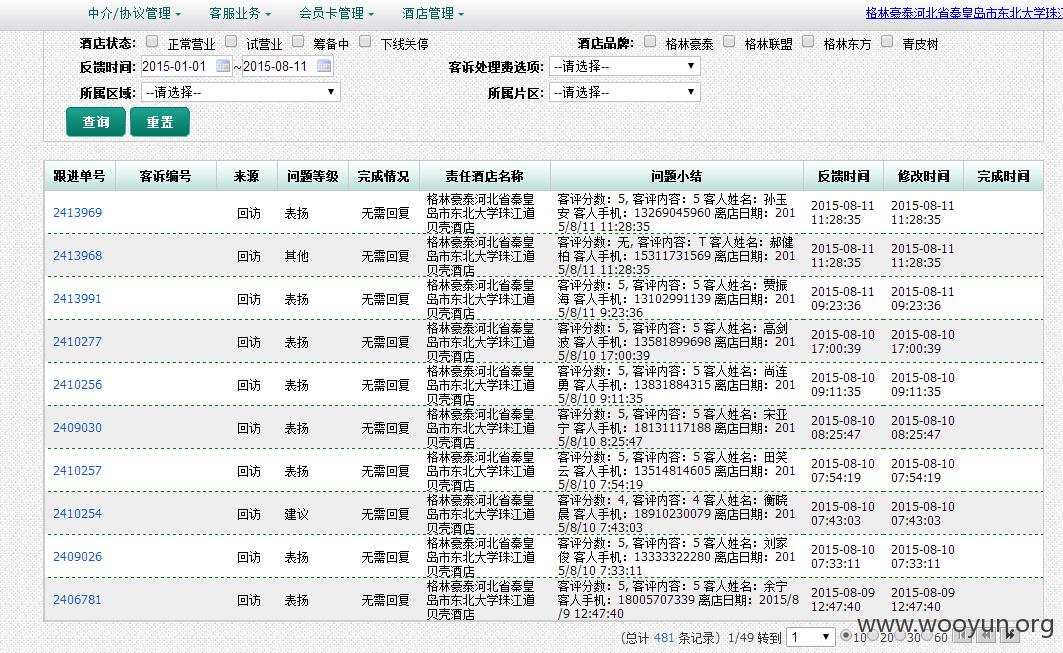 中介/协议管理 客服业务 会员卡管理 酒店管理 格林豪泰河北省秦皇岛市东北大学珠江
酒店状态: 正常营业 试营业 筹备中 下线关停 酒店品牌: 格林豪泰 格林联盟 格林东方 青皮树
反馈时间: 2015-01-01 ~ 2015-08-11 客诉处理费选项: --请选择--
所属区域: --请选择-- 所属片区: --请选择--
查询 重置
跟进单号 客诉编号 来源 问题等级 完成情况 责任酒店名称 问题小结 反馈时间 修改时间 完成时间
2413969 回访 表扬 无需回复 格林豪泰河北省秦皇岛市东北大学珠江道贝壳酒店 客评分数：5, 客评内容：5 客人姓名：孙玉安 客人手机：13269045960 离店日期：2015/8/11 11:28:35 2015-08-11 11:28:35 2015-08-11 11:28:35
2413968 回访 其他 无需回复 格林豪泰河北省秦皇岛市东北大学珠江道贝壳酒店 客评分数：无, 客评内容：T 客人姓名：郝健柏 客人手机：15311731569 离店日期：2015/8/11 11:28:35 2015-08-11 11:28:35 2015-08-11 11:28:35
2413991 回访 表扬 无需回复 格林豪泰河北省秦皇岛市东北大学珠江道贝壳酒店 客评分数：5, 客评内容：5 客人姓名：贾振海 客人手机：13102991139 离店日期：2015/8/11 9:23:36 2015-08-11 09:23:36 2015-08-11 09:23:36
2410277 回访 表扬 无需回复 格林豪泰河北省秦皇岛市东北大学珠江道贝壳酒店 客评分数：5, 客评内容：5 客人姓名：高剑波 客人手机：13581899698 离店日期：2015/8/10 17:00:39 2015-08-10 17:00:39 2015-08-10 17:00:39
2410256 回访 表扬 无需回复 格林豪泰河北省秦皇岛市东北大学珠江道贝壳酒店 客评分数：5, 客评内容：5 客人姓名：尚连勇 客人手机：13831884315 离店日期：2015/8/10 9:11:35 2015-08-10 09:11:35 2015-08-10 09:11:35
2409030 回访 表扬 无需回复 格林豪泰河北省秦皇岛市东北大学珠江道贝壳酒店 客评分数：5, 客评内容：5 客人姓名：宋亚宁 客人手机：18131117188 离店日期：2015/8/10 8:25:47 2015-08-10 08:25:47 2015-08-10 08:25:47
2410257 回访 表扬 无需回复 格林豪泰河北省秦皇岛市东北大学珠江道贝壳酒店 客评分数：5, 客评内容：5 客人姓名：田笑云 客人手机：13514814605 离店日期：2015/8/10 7:54:19 2015-08-10 07:54:19 2015-08-10 07:54:19
2410254 回访 建议 无需回复 格林豪泰河北省秦皇岛市东北大学珠江道贝壳酒店 客评分数：4, 客评内容：4 客人姓名：衡晓晨 客人手机：18910230079 离店日期：2015/8/10 7:43:03 2015-08-10 07:43:03 2015-08-10 07:43:03
2409026 回访 表扬 无需回复 格林豪泰河北省秦皇岛市东北大学珠江道贝壳酒店 客评分数：5, 客评内容：5 客人姓名：刘家俊 客人手机：13333322280 离店日期：2015/8/10 7:33:11 2015-08-10 07:33:11 2015-08-10 07:33:11
2406781 回访 表扬 无需回复 格林豪泰河北省秦皇岛市东北大学珠江道贝壳酒店 客评分数：5, 客评内容：5 客人姓名：余宁 客人手机：18005707339 离店日期：2015/8/9 12:47:40 2015-08-09 12:47:40 2015-08-09 12:47:40
（总计 481 条记录）1/49 转到 1 10 20 30 60
www.wooyun.org